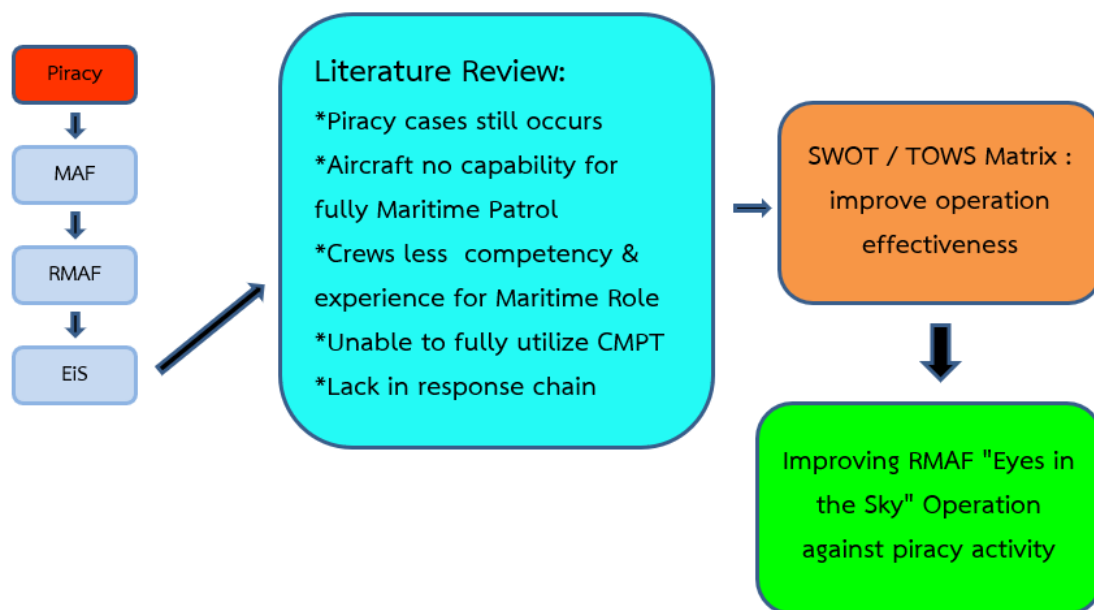 Piracy
MAF
RMAF
EiS
Literature Review:
*Piracy cases still occurs
*Aircraft no capability for
fully Maritime Patrol
*Crews less competency &
experience for Maritime Role
*Unable to fully utilize CMPT
*Lack in response chain
SWOT / TOWS Matrix :
improve operation
effectiveness
Improving RMAF "Eyes in
the Sky" Operation
against piracy activity